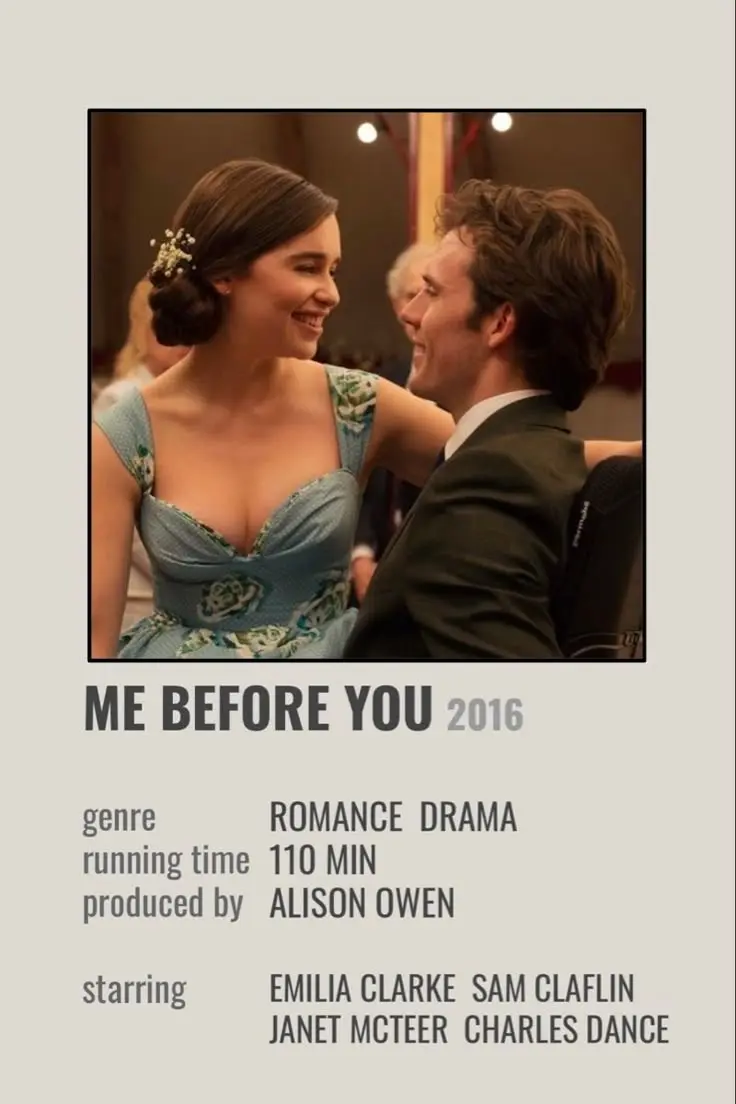 ME BEFORE YOU 2016
genre ROMANCE DRAMA
running time 110 MIN
produced by ALISON OWEN
starring EMILIA CLARKE SAM CLAFLIN
JANET MCTEER CHARLES DANCE